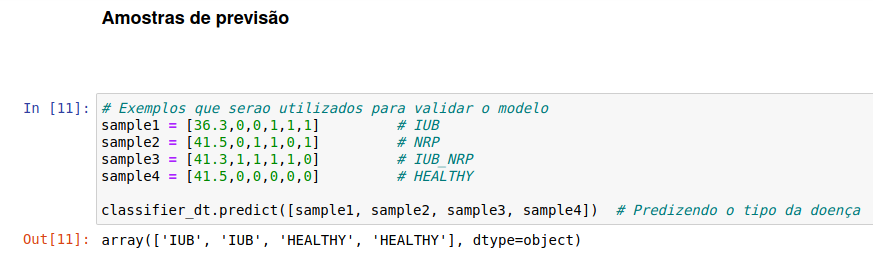 Amostras de previsão
In [11]: # Exemplos que serao utilizados para validar o modelo
sample1 = [36.3,0,0,1,1,1] # IUB
sample2 = [41.5,0,1,1,0,1] # NRP
sample3 = [41.3,1,1,1,1,0] # IUB_NRP
sample4 = [41.5,0,0,0,0,0] # HEALTHY
classifier_dt.predict([sample1, sample2, sample3, sample4]) # Predizendo o tipo da doença
Out[11]: array(['IUB', 'IUB', 'HEALTHY', 'HEALTHY'], dtype=object)